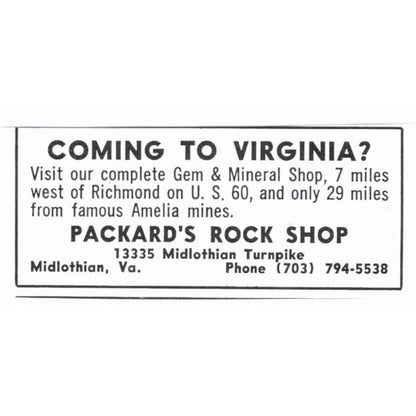 COMING TO VIRGINIA?
Visit our complete Gem & Mineral Shop, 7 miles
west of Richmond on U. S. 60, and only 29 miles
from famous Amelia mines.
PACKARD'S ROCK SHOP
13335 Midlothian Turnpike
Midlothian, Va. Phone (703) 794-5538